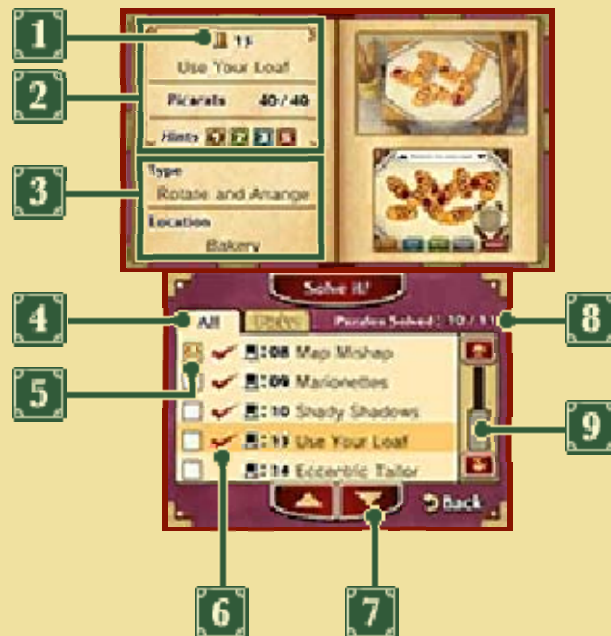 1
13
Use Your Loaf
2
Picarats 40/40
Hints
Type
3
Rotate and Arrange
Location
Bakery
Solve it!
4
All
Puzzles Solved: 10/11
8
08 Map Mishap
5
09 Marionettes
10 Shady Shadows
9
13 Use Your Loaf
14 Eccentric Tailor
Back
6
7